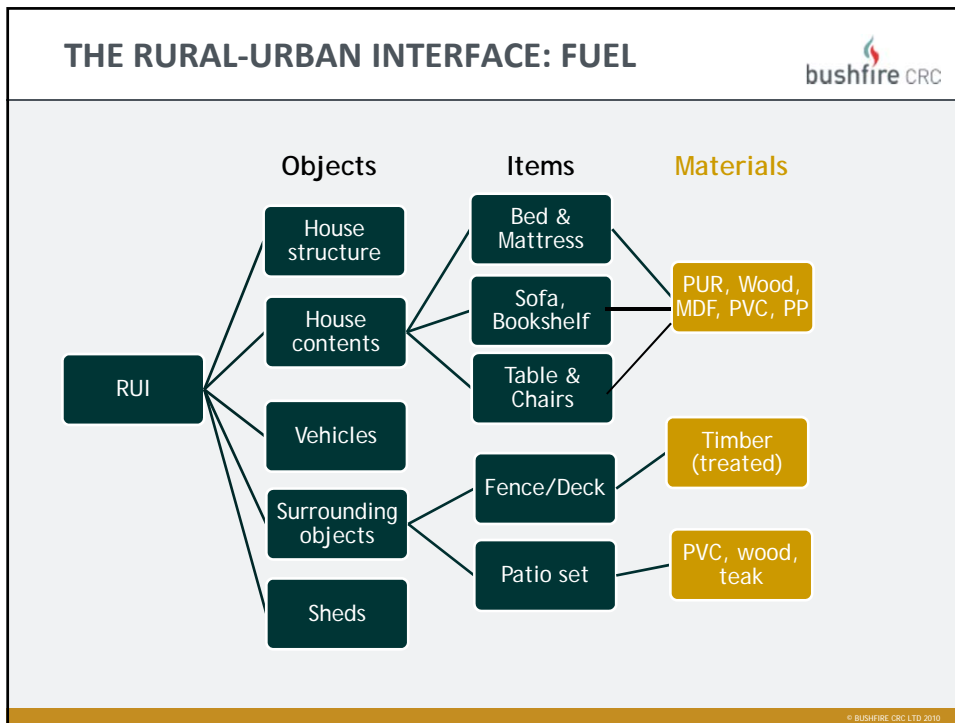 THE RURAL-URBAN INTERFACE: FUEL
bushfire CRC
Objects
Items
Materials
RUI
House
structure
House
contents
Vehicles
Surrounding
objects
Sheds
Bed &
Mattress
Sofa,
Bookshelf
Table &
Chairs
Fence/Deck
Patio set
PUR, Wood,
MDF, PVC, PP
Timber
(treated)
PVC, wood,
teak
© BUSHFIRE CRC LTD 2010